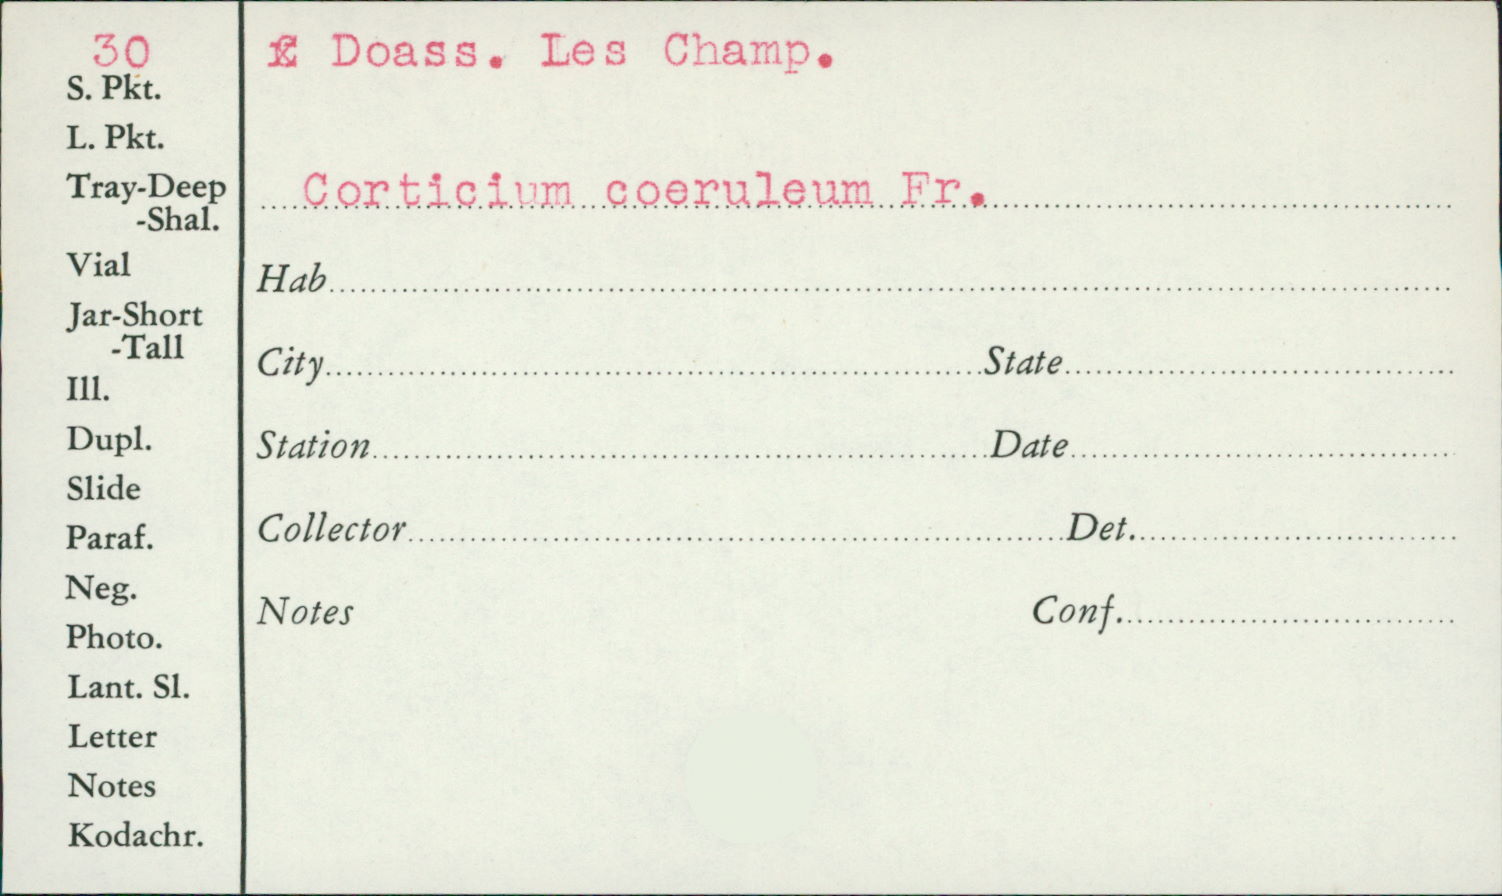 30
S. Pkt.
L. Pkt.
Tray-Deep
-Shal.
Vial
Jar-Short
-Tall
Ill.
Dupl.
Slide
Paraf.
Neg.
Photo.
Lant. Sl.
Letter
Notes
Kodachr.
Doass. Les Champ.
Corticium coeruleum Fr.
Hab
City State
Station Date
Collector Det.
Notes Conf.